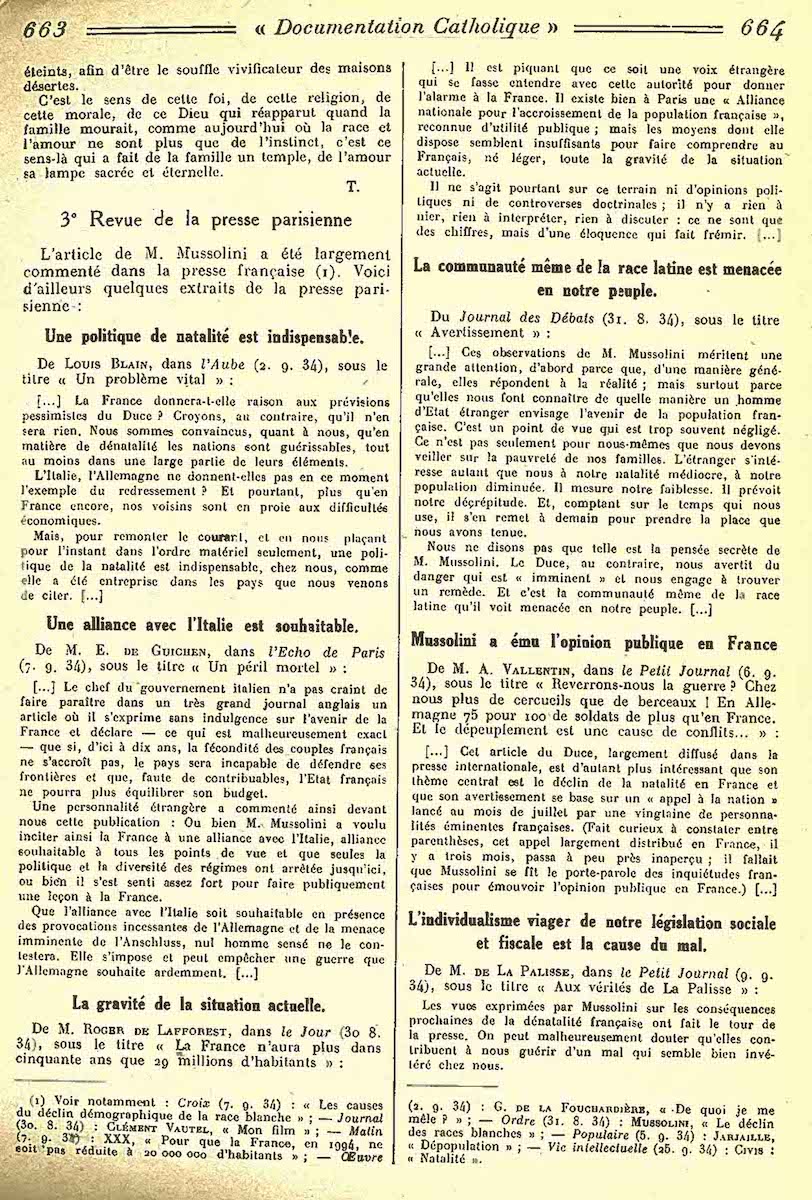 663
« Documentation Catholique »
664
éteints, afin d'être le souffle vivificateur des maisons
désertes.
C'est le sens de cette foi, de cette religion, de
cette morale, de ce Dieu qui réapparut quand la
famille mourait, comme aujourd'hui où la race et
l'amour ne sont plus que de l'instinct, c'est ce
sens-là qui a fait de la famille un temple, de l'amour
sa lampe sacrée et éternelle.
T.
3° Revue de la presse parisienne
L'article de M. Mussolini a été largement
commenté dans la presse française (1). Voici
d'ailleurs quelques extraits de la presse pari-
sienne :
Une politique de natalité est indispensable.
De LOUIS BLAIN, dans l'Aube (2. 9. 34), sous le
titre « Un problème vital » :
[...] La France donnera-t-elle raison aux prévisions
pessimistes du Duce ? Croyons, au contraire, qu'il n'en
sera rien. Nous sommes convaincus, quant à nous, qu'en
matière de dénatalité les nations sont guérissables, tout
au moins dans une large partie de leurs éléments.
L'Italie, l'Allemagne ne donnent-elles pas en ce moment
l'exemple du redressement ? Et pourtant, plus qu'en
France encore, nos voisins sont en proie aux difficultés
économiques.
Mais, pour remonter le courant, et en nous plaçant
pour l'instant dans l'ordre matériel seulement, une poli-
tique de la natalité est indispensable, chez nous, comme
elle a été entreprise dans les pays que nous venons
de citer. [...]
Une alliance avec l'Italie est souhaitable.
De M. E. DE GUICHEN, dans l'Echo de Paris
(7. 9. 34), sous le titre « Un péril mortel » :
[...] Le chef du gouvernement italien n'a pas craint de
faire paraître dans un très grand journal anglais un
article où il s'exprime sans indulgence sur l'avenir de la
France et déclare — ce qui est malheureusement exact
— que si, d'ici à dix ans, la fécondité des couples français
ne s'accroît pas, le pays sera incapable de défendre ses
frontières et que, faute de contribuables, l'Etat français
ne pourra plus équilibrer son budget.
Une personnalité étrangère a commenté ainsi devant
nous cette publication : Ou bien M. Mussolini a voulu
inciter ainsi la France à une alliance avec l'Italie, alliance
souhaitable à tous les points de vue et que seules la
politique et la diversité des régimes ont arrêtée jusqu'ici,
ou bien il s'est senti assez fort pour faire publiquement
une leçon à la France.
Que l'alliance avec l'Italie soit souhaitable en présence
des provocations incessantes de l'Allemagne et de la menace
imminente de l'Anschluss, nul homme sensé ne le con-
testera. Elle s'impose et peut empêcher une guerre que
l'Allemagne souhaite ardemment. [...]
La gravité de la situation actuelle.
De M. ROGER DE LAFFOREST, dans le Jour (30 8.
34), sous le titre « La France n'aura plus dans
cinquante ans que 29 millions d'habitants » :
(1) Voir notamment : Croix (7. 9. 34) : « Les causes
du déclin démographique de la race blanche » ; — Journal
(30. 8. 34) : CLÉMENT VAUTEL, « Mon film » ; — Matin
(7. 9. 34) : XXX, « Pour que la France, en 1994, ne
soit pas réduite à 20 000 000 d'habitants » ; — Œuvre
[...] Il est piquant que ce soit une voix étrangère
qui se fasse entendre avec cette autorité pour donner
l'alarme à la France. Il existe bien à Paris une « Alliance
nationale pour l'accroissement de la population française »,
reconnue d'utilité publique ; mais les moyens dont elle
dispose semblent insuffisants pour faire comprendre au
Français, né léger, toute la gravité de la situation
actuelle.
Il ne s'agit pourtant sur ce terrain ni d'opinions poli-
tiques ni de controverses doctrinales ; il n'y a rien à
nier, rien à interpréter, rien à discuter : ce ne sont que
des chiffres, mais d'une éloquence qui fait frémir. [...]
La communauté même de la race latine est menacée
en notre peuple.
Du Journal des Débats (31. 8. 34), sous le titre
« Avertissement » :
[...] Ces observations de M. Mussolini méritent une
grande attention, d'abord parce que, d'une manière géné-
rale, elles répondent à la réalité ; mais surtout parce
qu'elles nous font connaître de quelle manière un homme
d'Etat étranger envisage l'avenir de la population fran-
çaise. C'est un point de vue qui est trop souvent négligé.
Ce n'est pas seulement pour nous-mêmes que nous devons
veiller sur la pauvreté de nos familles. L'étranger s'inté-
resse autant que nous à notre natalité médiocre, à notre
population diminuée. Il mesure notre faiblesse. Il prévoit
notre décrépitude. Et, comptant sur le temps qui nous
use, il s'en remet à demain pour prendre la place que
nous avons tenue.
Nous ne disons pas que telle est la pensée secrète de
M. Mussolini. Le Duce, au contraire, nous avertit du
danger qui est « imminent » et nous engage à trouver
un remède. Et c'est la communauté même de la race
latine qu'il voit menacée en notre peuple. [...]
Mussolini a ému l'opinion publique en France
De M. A. VALLENTIN, dans le Petit Journal (6. 9.
34), sous le titre « Reverrons-nous la guerre ? Chez
nous plus de cercueils que de berceaux ! En Alle-
magne 75 pour 100 de soldats de plus qu'en France.
Et le dépeuplement est une cause de conflits... » :
[...] Cet article du Duce, largement diffusé dans la
presse internationale, est d'autant plus intéressant que son
thème central est le déclin de la natalité en France et
que son avertissement se base sur un « appel à la nation »
lancé au mois de juillet par une vingtaine de personna-
lités éminentes françaises. (Fait curieux à constater entre
parenthèses, cet appel largement distribué en France, il
y a trois mois, passa à peu près inaperçu ; il fallait
que Mussolini se fît le porte-parole des inquiétudes fran-
çaises pour émouvoir l'opinion publique en France.) [...]
L'individualisme viager de notre législation sociale
et fiscale est la cause du mal.
De M. DE LA PALISSE, dans le Petit Journal (9. 9.
34), sous le titre « Aux vérités de La Palisse » :
Les vues exprimées par Mussolini sur les conséquences
prochaines de la dénatalité française ont fait le tour de
la presse. On peut malheureusement douter qu'elles con-
tribuent à nous guérir d'un mal qui semble bien invé-
téré chez nous.
(2. 9. 34) : G. DE LA FOUCHARDIÈRE, « De quoi je me
mêle ? » ; — Ordre (31. 8. 34) : MUSSOLINI, « Le déclin
des races blanches » ; — Populaire (5. 9. 34) : JARJAILLE,
« Dépopulation » ; — Vie intellectuelle (25. 9. 34) : CIVIS :
« Natalité ».